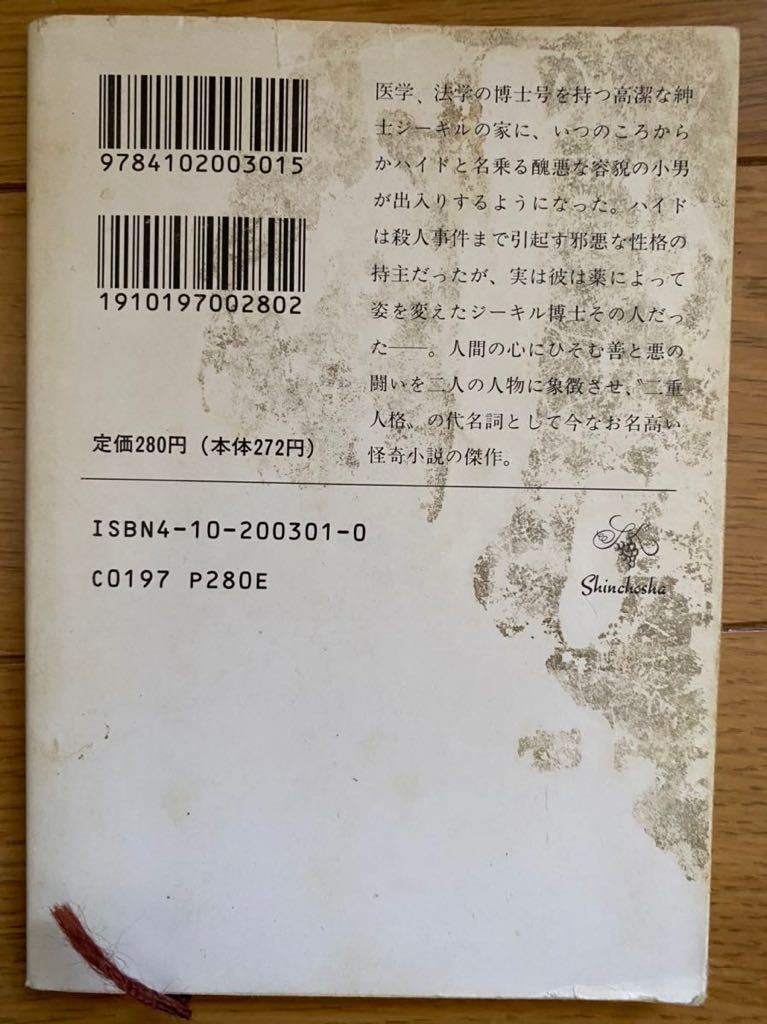 9784102003015
1910197002802
定価280円（本体272円）
医学、法学の博士号を持つ高潔な紳
士ジーキルの家に、いつのころから
かハイドと名乗る醜悪な容貌の小男
が出入りするようになった。ハイド
は殺人事件まで引起す邪悪な性格の
持主だったが、実は彼は薬によって
姿を変えたジーキル博士その人だっ
た――。人間の心にひそむ善と悪の
闘いを二人の人物に象徴させ、〝二重
人格〟の代名詞として今なお名高い
怪奇小説の傑作。
ISBN4-10-200301-0
C0197 P280E
Shinchosha